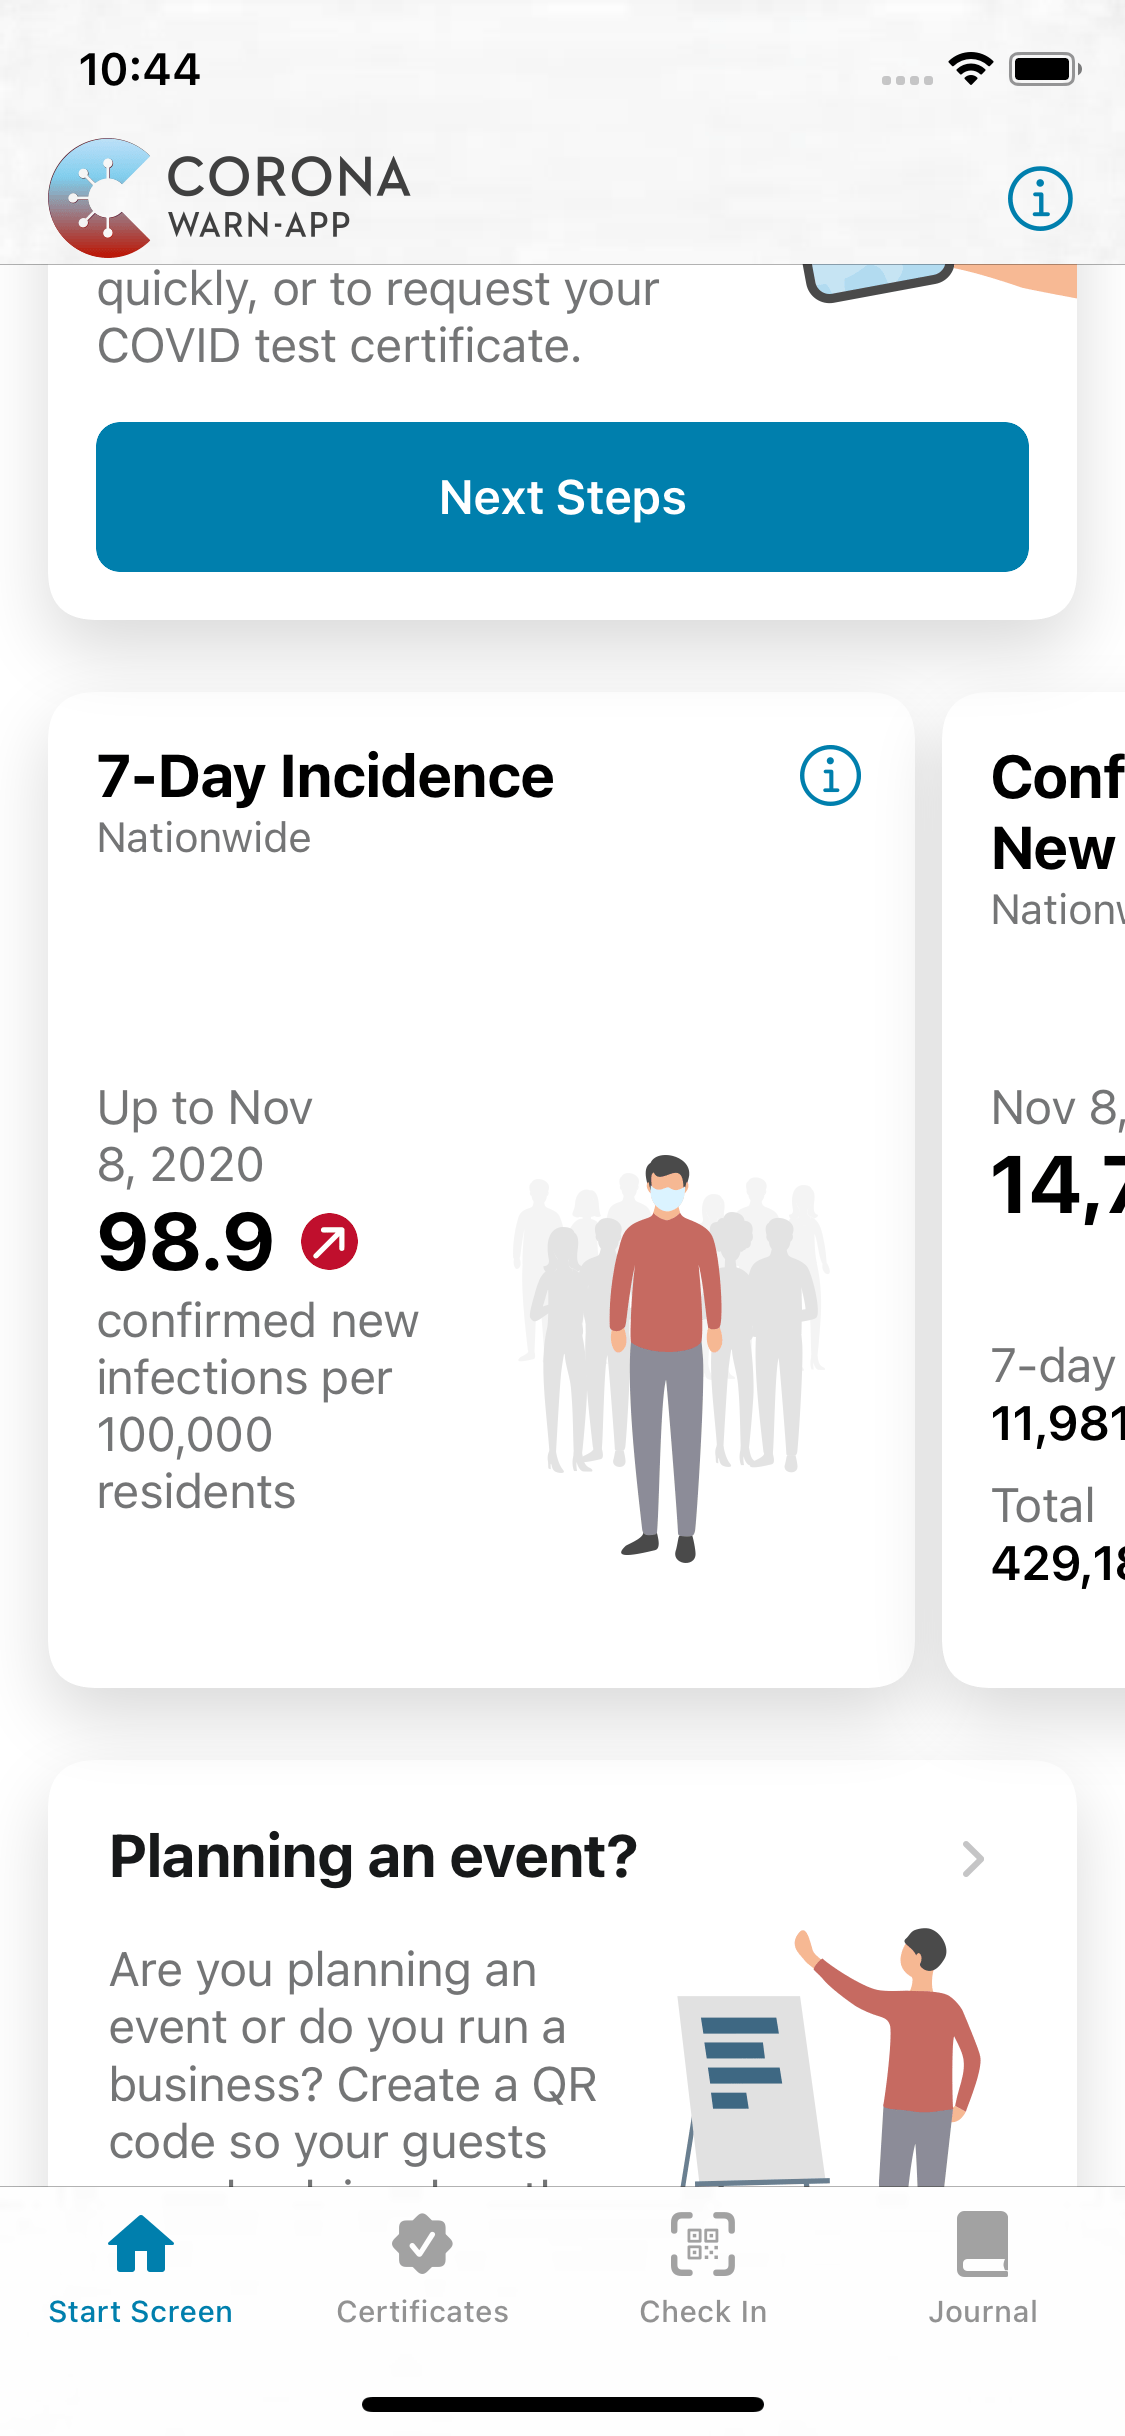 10:44
CORONA
WARN-APP
quickly, or to request your
COVID test certificate.
Next Steps
7-Day Incidence
Nationwide
Up to Nov
8, 2020
98.9
confirmed new
infections per
100,000
residents
Conf
New
Nation
Nov 8,
14,7
7-day
11,981
Total
429,18
Planning an event?
Are you planning an
event or do you run a
business? Create a QR
code so your guests
Start Screen
Certificates
Check In
Journal